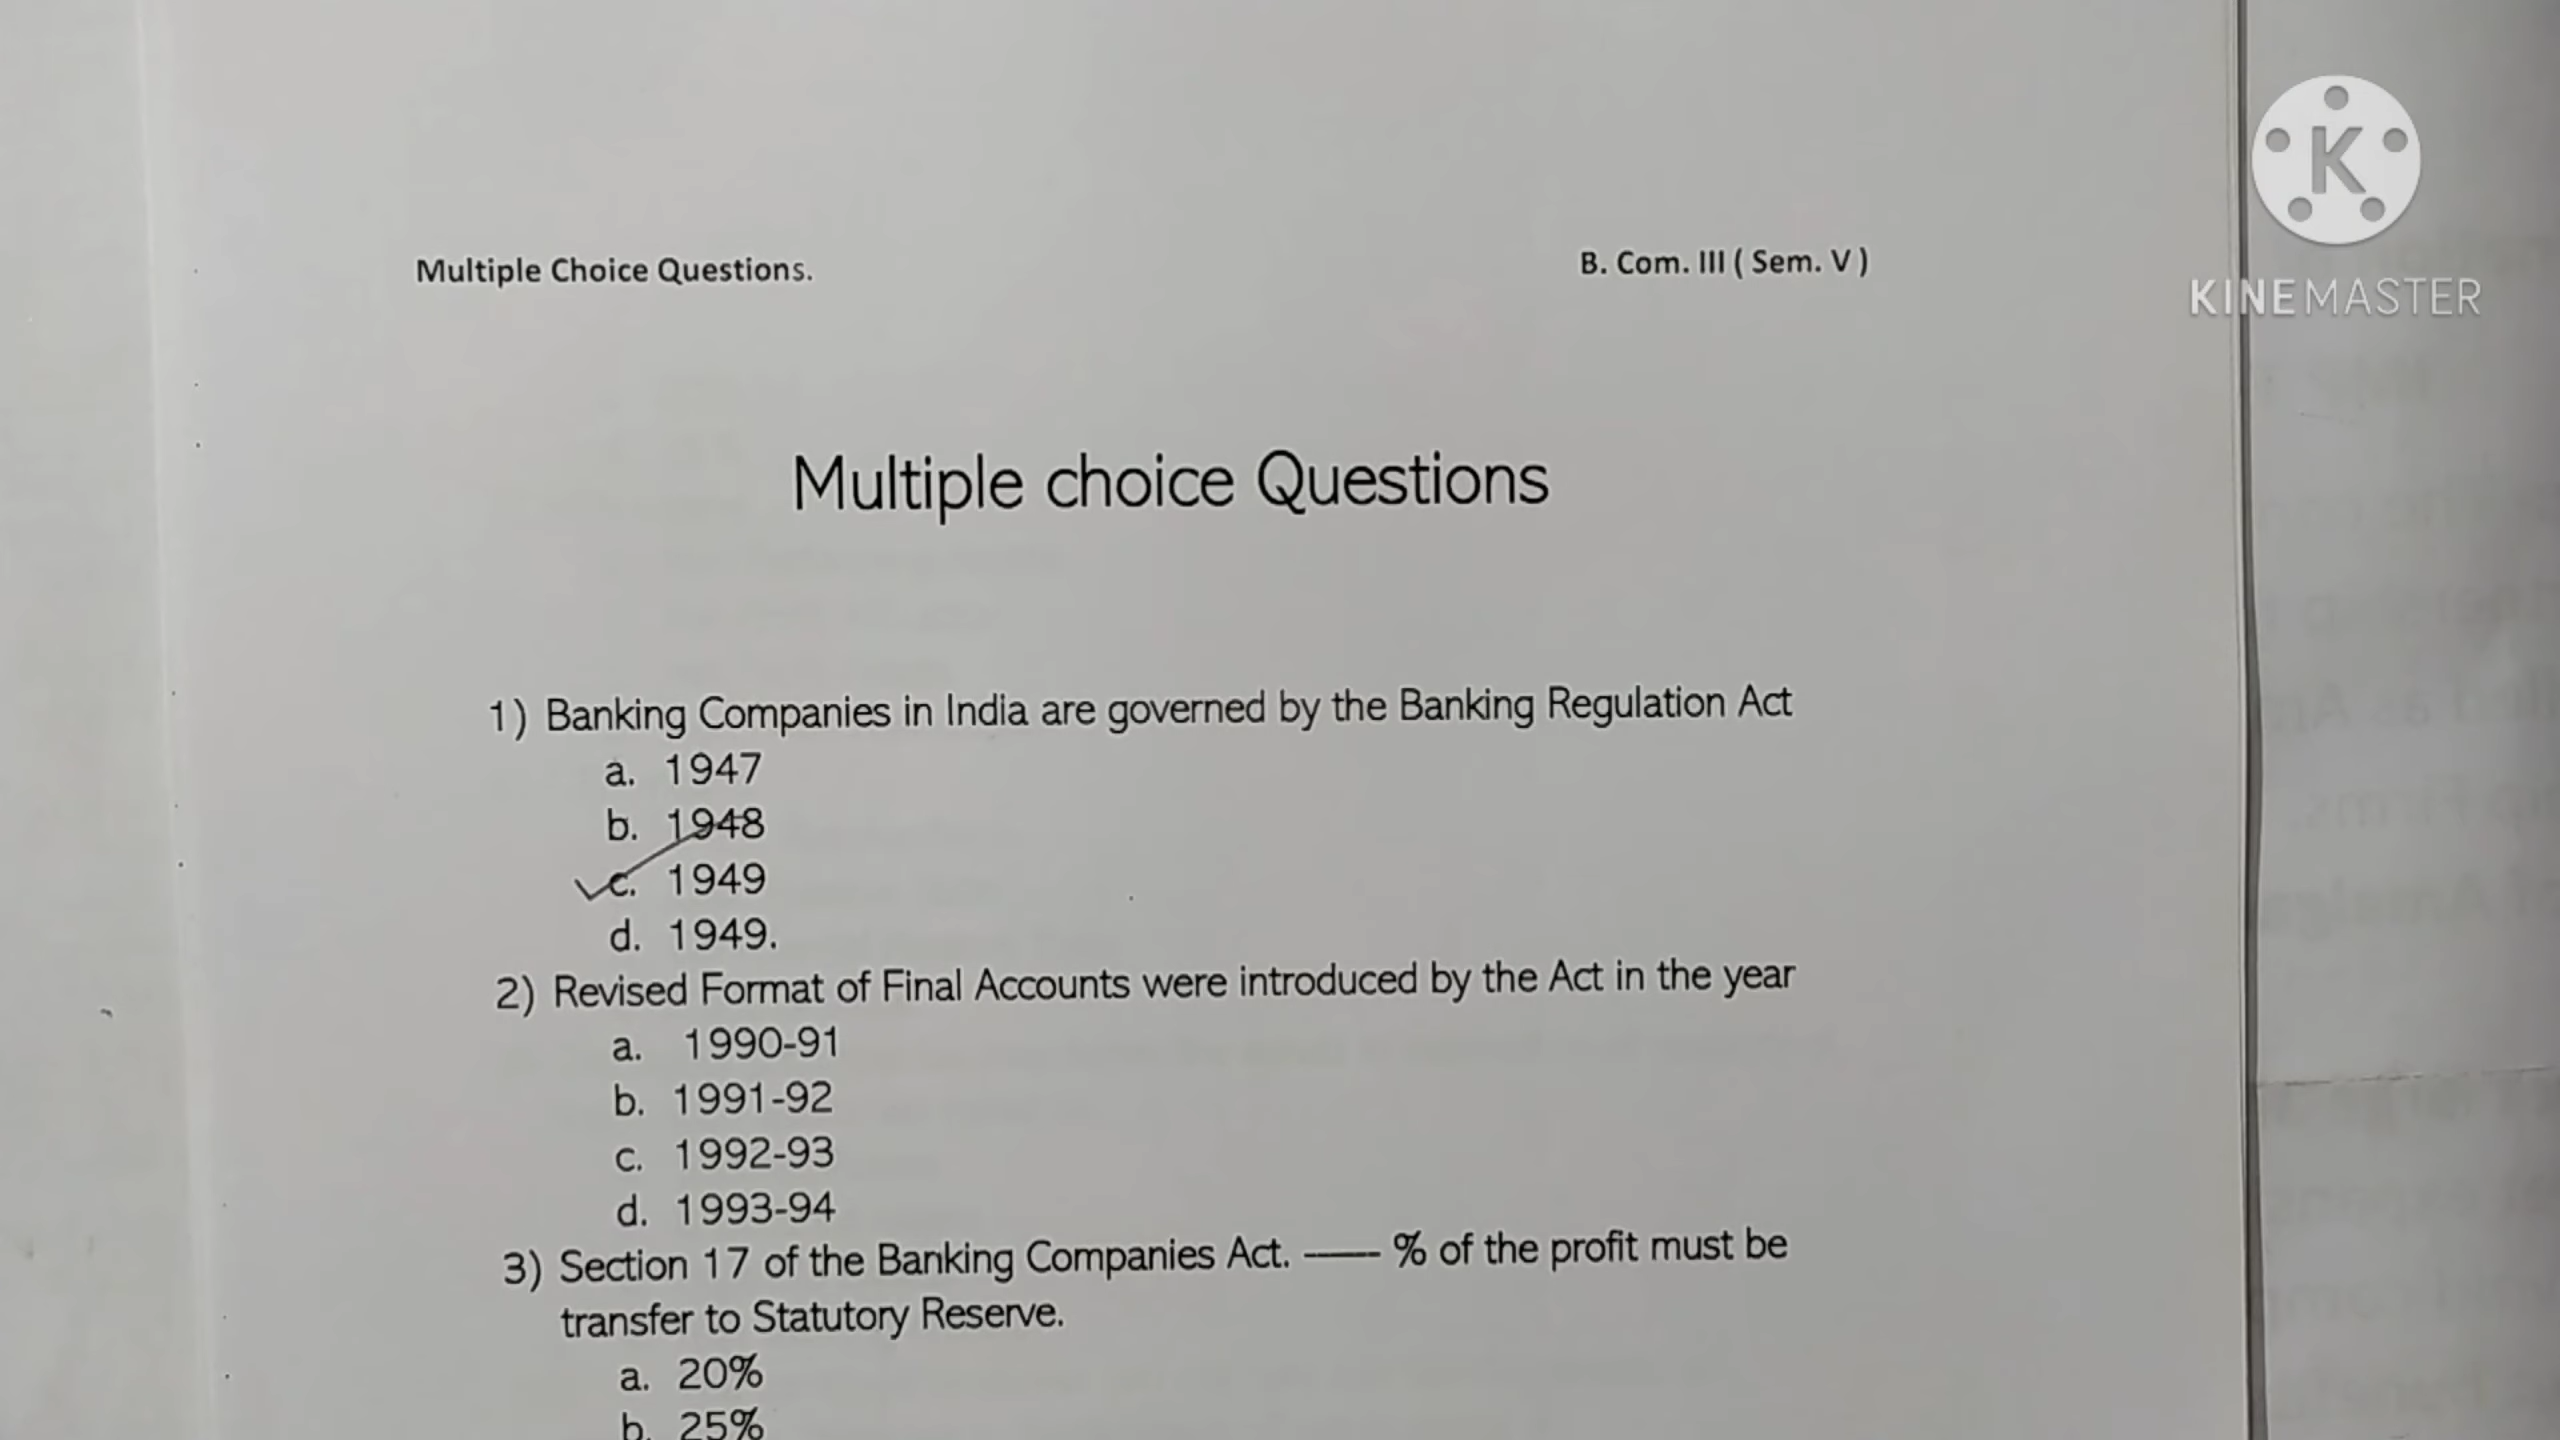 Multiple Choice Questions.
B. Com. III ( Sem. V )
KINEMASTER
Multiple choice Questions
1) Banking Companies in India are governed by the Banking Regulation Act
a. 1947
b. 1948
c. 1949
d. 1949.
2) Revised Format of Final Accounts were introduced by the Act in the year
a. 1990-91
b. 1991-92
c. 1992-93
d. 1993-94
3) Section 17 of the Banking Companies Act. —— % of the profit must be
transfer to Statutory Reserve.
a. 20%
b. 25%